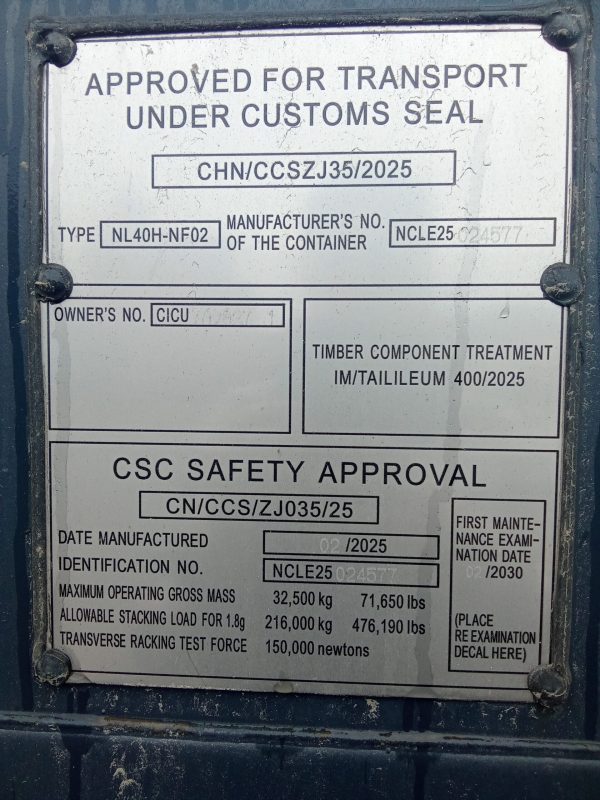 APPROVED FOR TRANSPORT
UNDER CUSTOMS SEAL
CHN/CCSZJ35/2025
TYPE NL40H-NF02 MANUFACTURER'S NO. OF THE CONTAINER NCLE25024577
OWNER'S NO. CICU
TIMBER COMPONENT TREATMENT
IM/TAILILEUM 400/2025
CSC SAFETY APPROVAL
CN/CCS/ZJ035/25
DATE MANUFACTURED 02/2025
IDENTIFICATION NO. NCLE25024577
MAXIMUM OPERATING GROSS MASS 32,500 kg 71,650 lbs
ALLOWABLE STACKING LOAD FOR 1.8g 216,000 kg 476,190 lbs
TRANSVERSE RACKING TEST FORCE 150,000 newtons
FIRST MAINTE-
NANCE EXAMI-
NATION DATE
02/2030
(PLACE
RE EXAMINATION
DECAL HERE)